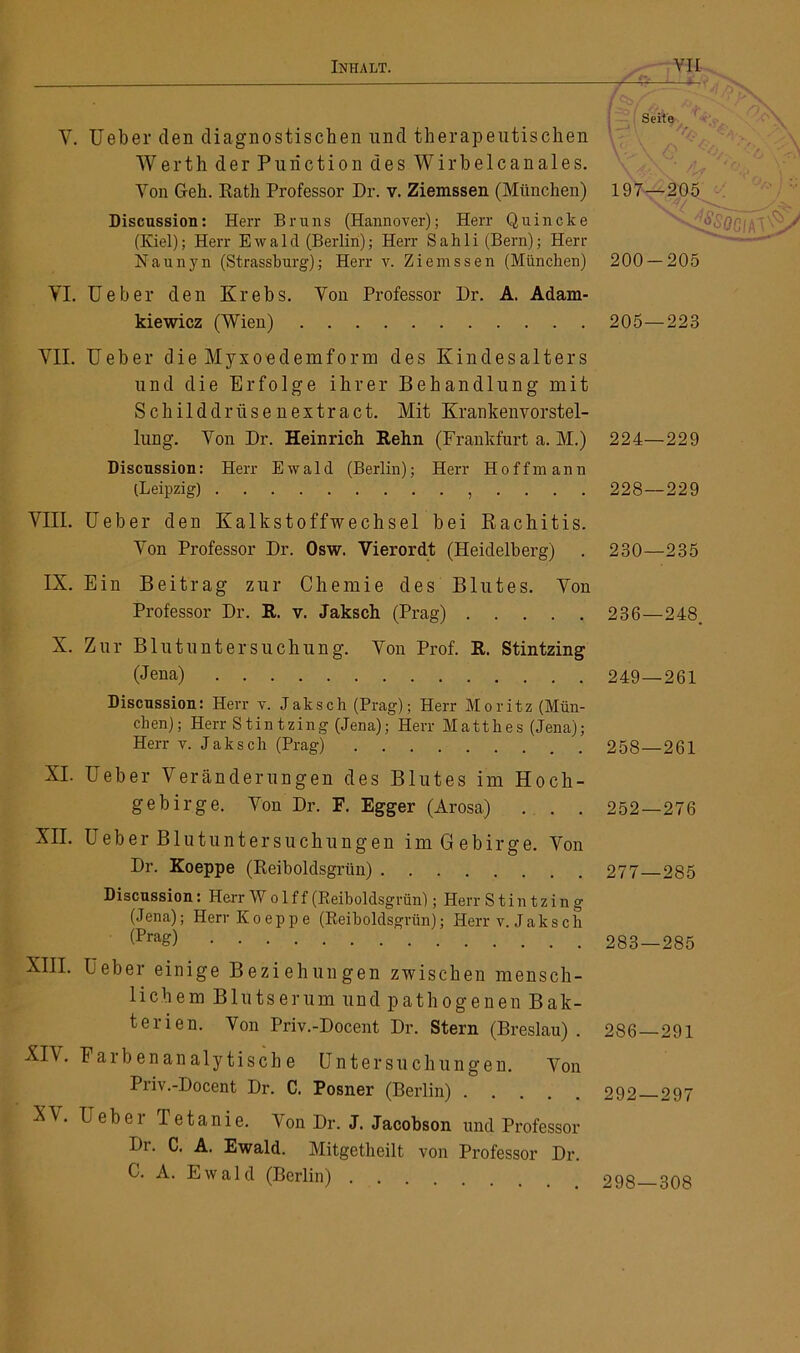 INHALT. VII
Seite
V. Ueber den diagnostischen und therapeutischen
Werth der Punction des Wirbelcanales.
Von Geh. Rath Professor Dr. v. Ziemssen (München) 197—205
Discussion: Herr Bruns (Hannover); Herr Quincke
(Kiel); Herr Ewald (Berlin); Herr Sahli (Bern); Herr
Naunyn (Strassburg); Herr v. Ziemssen (München) 200—205
VI. Ueber den Krebs. Von Professor Dr. A. Adam-
kiewicz (Wien) . . . . . . . . . . . 205—223
VII. Ueber die Myxoedemform des Kindesalters
und die Erfolge ihrer Behandlung mit
Schilddrüsenextract. Mit Krankenvorstel-
lung. Von Dr. Heinrich Rehn (Frankfurt a. M.) 224—229
Discussion: Herr Ewald (Berlin); Herr Hoffmann
(Leipzig) . . . . . . . . . . , . . . . 228—229
VIII. Ueber den Kalkstoffwechsel bei Rachitis.
Von Professor Dr. Osw. Vierordt (Heidelberg) . 230—235
IX. Ein Beitrag zur Chemie des Blutes. Von
Professor Dr. R. v. Jaksch (Prag) . . . . . 236—248
X. Zur Blutuntersuchung. Von Prof. R. Stintzing
(Jena) . . . . . . . . . . . . . . 249—261
Discussion: Herr v. Jaksch (Prag); Herr Moritz (Mün-
chen); Herr Stintzing (Jena); Herr Matthes (Jena);
Herr v. Jaksch (Prag) . . . . . . . . . 258—261
XI. Ueber Veränderungen des Blutes im Hoch-
gebirge. Von Dr. F. Egger (Arosa) . . . 252—276
XII. Ueber Blutuntersuchungen im Gebirge. Von
Dr. Koeppe (Reiboldsgrün) . . . . . . . . 277—285
Discussion: Herr Wolff (Reiboldsgrün); Herr Stintzing
(Jena); Herr Koeppe (Reiboldsgrün); Herr v. Jaksch
(Prag) . . . . . . . . . . . . . . 283—285
XIII. Ueber einige Beziehungen zwischen mensch-
lichem Blutserum und pathogenen Bak-
terien. Von Priv.-Docent Dr. Stern (Breslau) . 286—291
XIV. Farbenanalytische Untersuchungen. Von
Priv.-Docent Dr. C. Posner (Berlin) . . . . . 292—297
XV. Ueber Tetanie. Von Dr. J. Jacobson und Professor
Dr. C. A. Ewald. Mitgetheilt von Professor Dr.
C. A. Ewald (Berlin) . . . . . . . . . 298—308